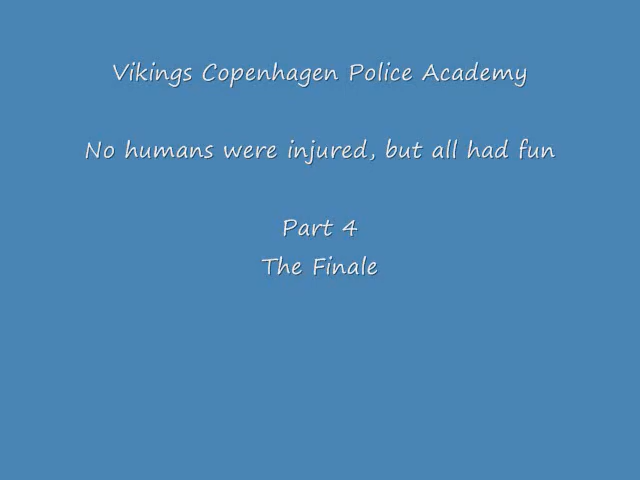 Vikings Copenhagen Police Academy
No humans were injured, but all had fun
Part 4
The Finale